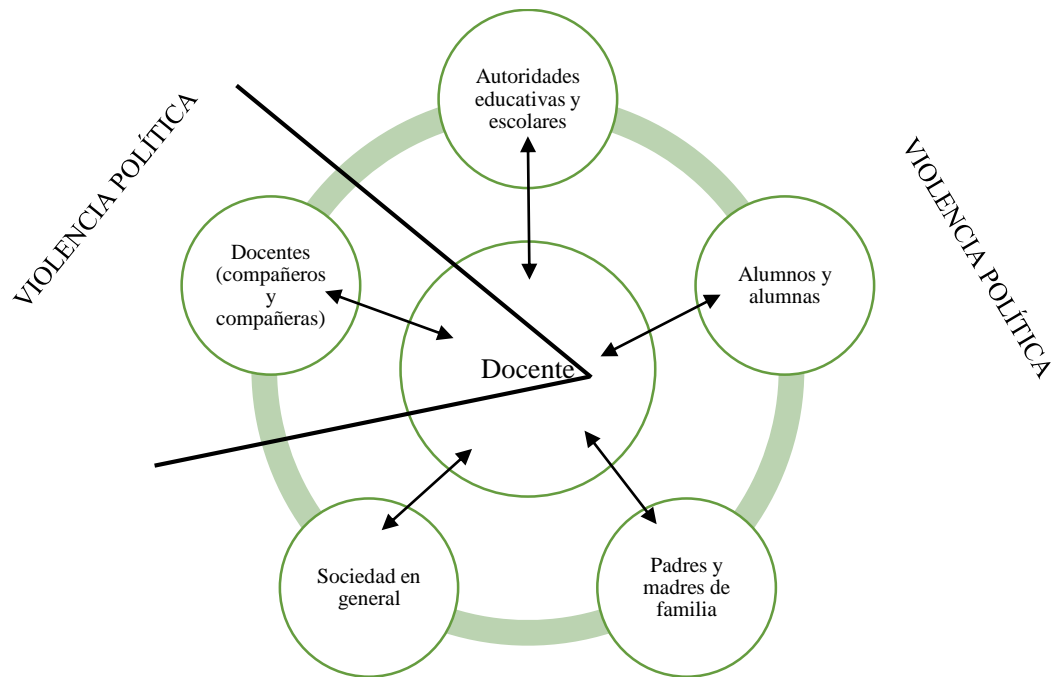 Autoridades
educativas y
escolares
VIOLENCIA POLÍTICA
VIOLENCIA POLÍTICA
Docentes
(compañeros
y
compañeras)
Alumnos y
alumnas
Docente
Sociedad en
general
Padres y
madres de
familia